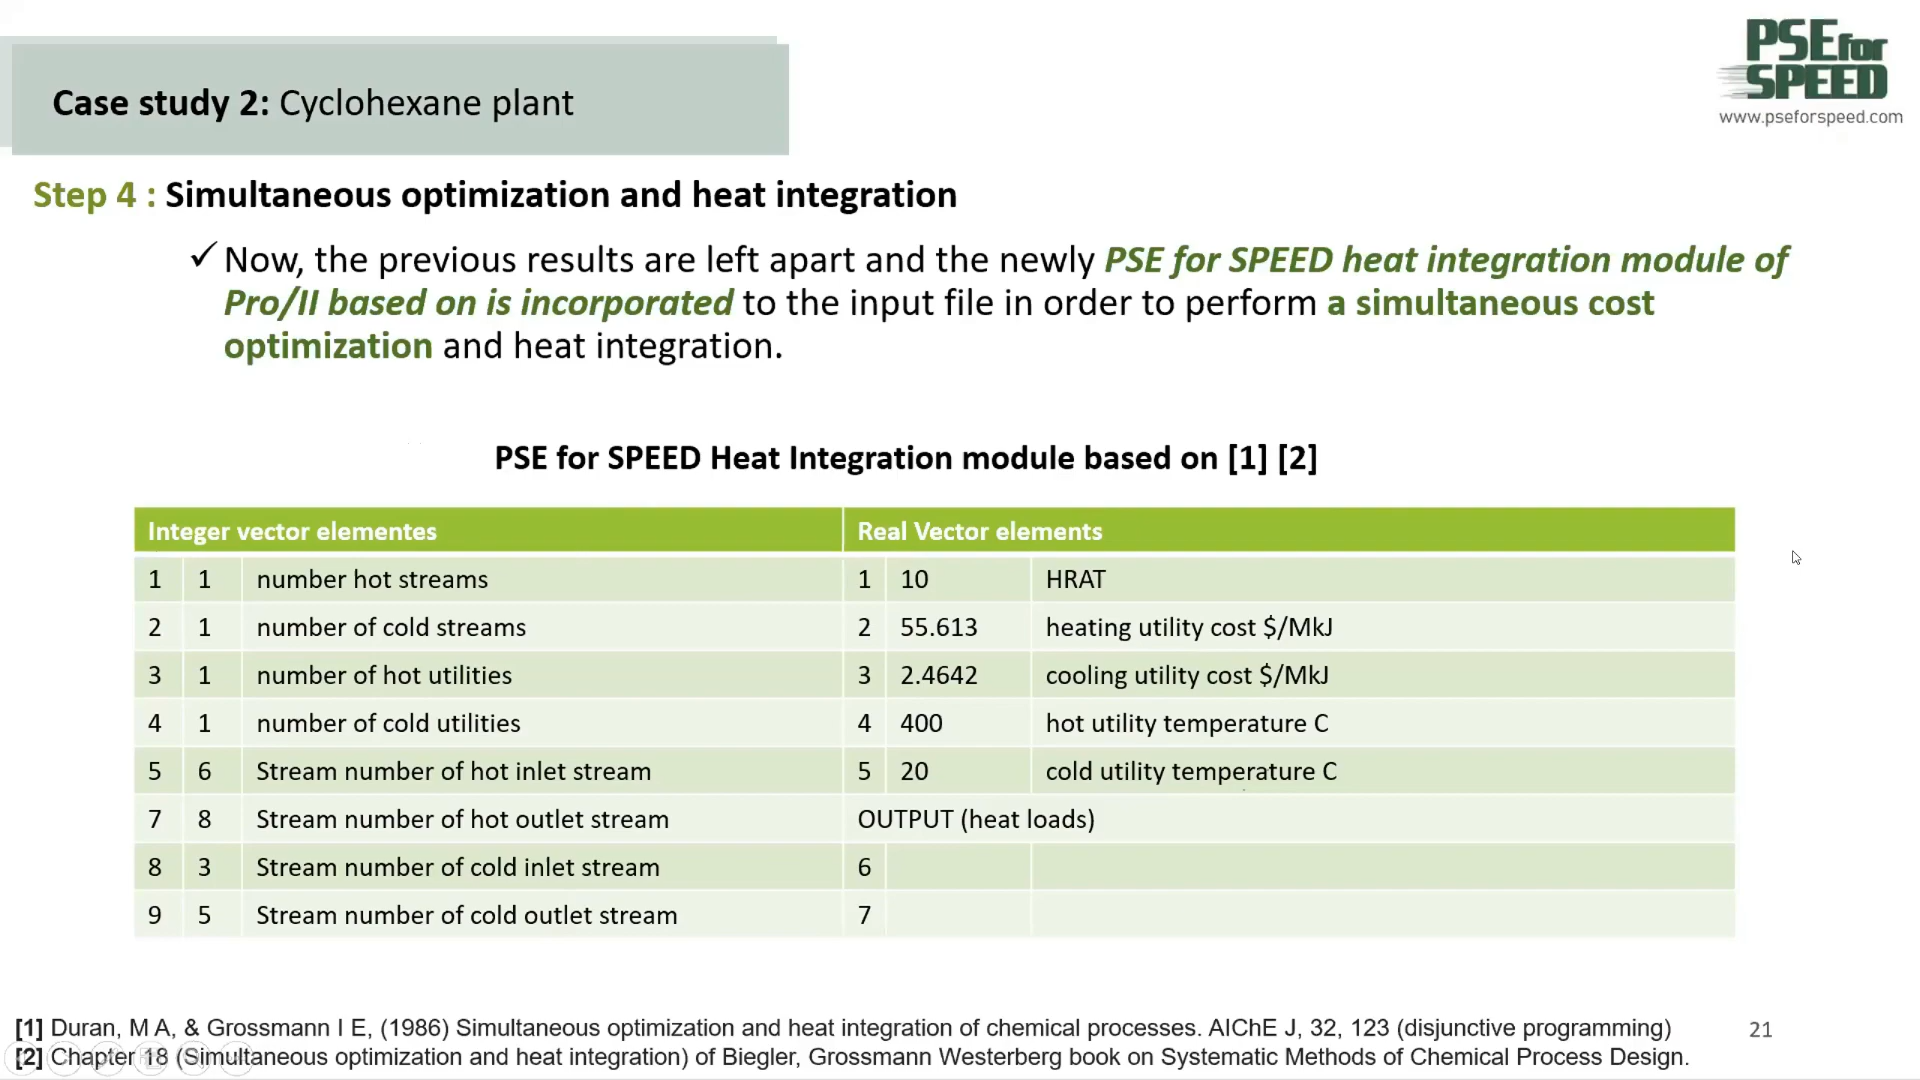 PSE for
SPEED
www.pseforspeed.com
Case study 2: Cyclohexane plant
Step 4 : Simultaneous optimization and heat integration
✓ Now, the previous results are left apart and the newly PSE for SPEED heat integration module of
Pro/II based on is incorporated to the input file in order to perform a simultaneous cost
optimization and heat integration.
PSE for SPEED Heat Integration module based on [1] [2]
Integer vector elementes Real Vector elements
1 1 number hot streams 1 10 HRAT
2 1 number of cold streams 2 55.613 heating utility cost $/MkJ
3 1 number of hot utilities 3 2.4642 cooling utility cost $/MkJ
4 1 number of cold utilities 4 400 hot utility temperature C
5 6 Stream number of hot inlet stream 5 20 cold utility temperature C
7 8 Stream number of hot outlet stream OUTPUT (heat loads)
8 3 Stream number of cold inlet stream 6
9 5 Stream number of cold outlet stream 7
[1] Duran, M A, & Grossmann I E, (1986) Simultaneous optimization and heat integration of chemical processes. AIChE J, 32, 123 (disjunctive programming)
[2] Chapter 18 (Simultaneous optimization and heat integration) of Biegler, Grossmann Westerberg book on Systematic Methods of Chemical Process Design.
21